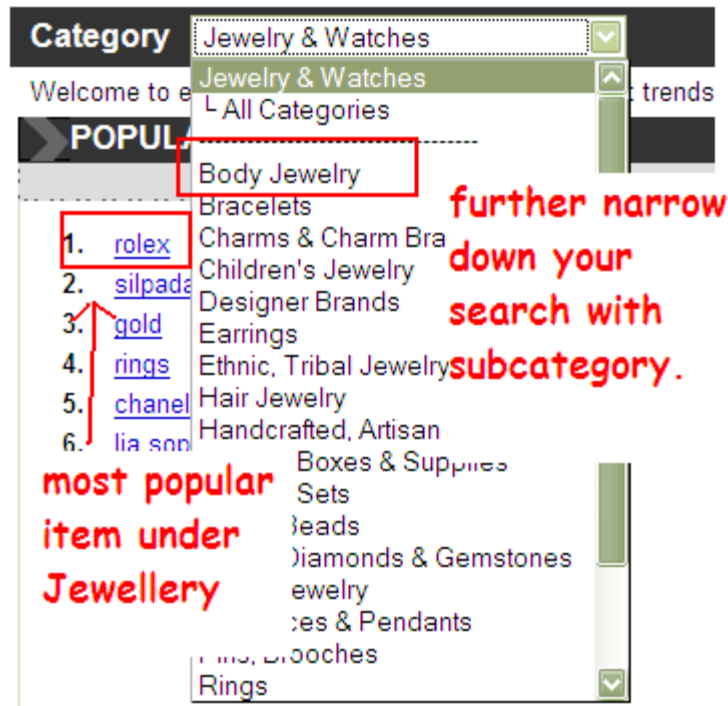 Category Jewelry & Watches
Jewelry & Watches
Welcome to e
└ All Categories
trends
POPUL
Body Jewelry
Bracelets
further narrow
down your
search with
subcategory.
1. rolex
2. silpada
3. gold
4. rings
5. chanel
6. lia sop
Charms & Charm Bra
Children's Jewelry
Designer Brands
Earrings
Ethnic, Tribal Jewelry
Hair Jewelry
Handcrafted, Artisan
Boxes & Supplies
Sets
Beads
Diamonds & Gemstones
ewelry
ces & Pendants
Pins, Brooches
Rings
most popular
item under
Jewellery